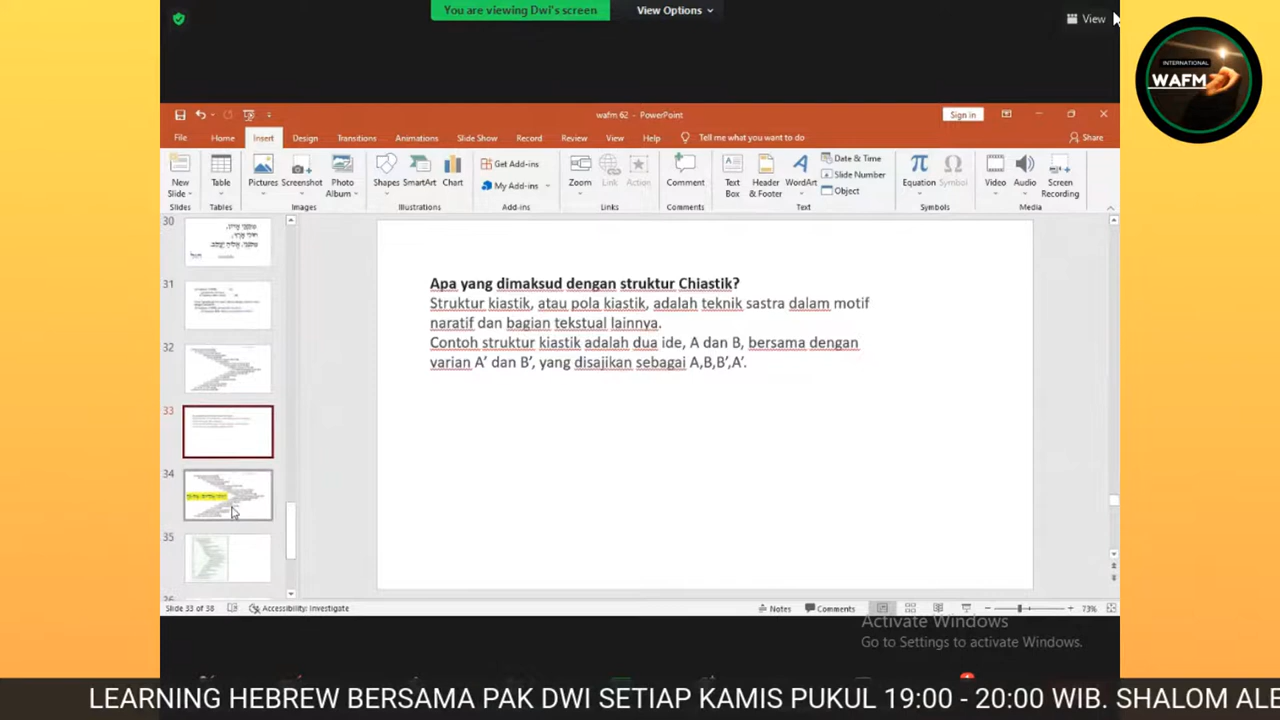 You are viewing Dwi's screen
View Options
View
INTERNATIONAL
WAFM
wafm 62 - PowerPoint
Sign in
File Home Insert Design Transitions Animations Slide Show Record Review View Help Tell me what you want to do
Share
New Slide
Table
Pictures
Screenshot
Photo Album
Shapes
SmartArt
Chart
Get Add-ins
My Add-ins
Zoom
Link
Action
Comment
Text Box
Header & Footer
WordArt
Date & Time
Slide Number
Object
Equation
Symbol
Video
Audio
Screen Recording
Slides
Tables
Images
Illustrations
Add-ins
Links
Comments
Text
Symbols
Media
30
31
32
33
34
35
Apa yang dimaksud dengan struktur Chiastik?
Struktur kiastik, atau pola kiastik, adalah teknik sastra dalam motif
naratif dan bagian tekstual lainnya.
Contoh struktur kiastik adalah dua ide, A dan B, bersama dengan
varian A’ dan B’, yang disajikan sebagai A,B,B’,A’.
Slide 33 of 38
Accessibility: Investigate
Notes
Comments
73%
Activate Windows
Go to Settings to activate Windows.
LEARNING HEBREW BERSAMA PAK DWI SETIAP KAMIS PUKUL 19:00 - 20:00 WIB. SHALOM ALE